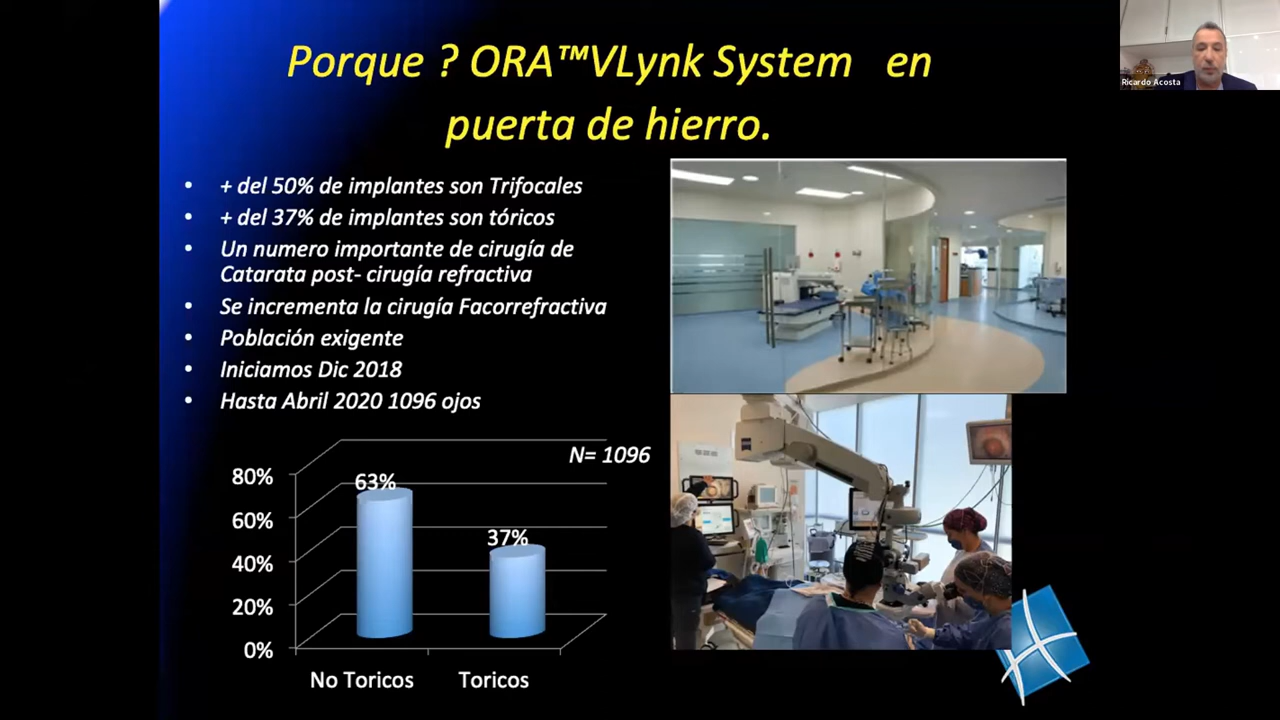 Porque ? ORA™VLynk System en
puerta de hierro.
Ricardo Acosta
• + del 50% de implantes son Trifocales
• + del 37% de implantes son tóricos
• Un numero importante de cirugía de
Catarata post- cirugía refractiva
• Se incrementa la cirugía Facorrefractiva
• Población exigente
• Iniciamos Dic 2018
• Hasta Abril 2020 1096 ojos
N= 1096
80%
60%
40%
20%
0%
63%
37%
No Toricos
Toricos